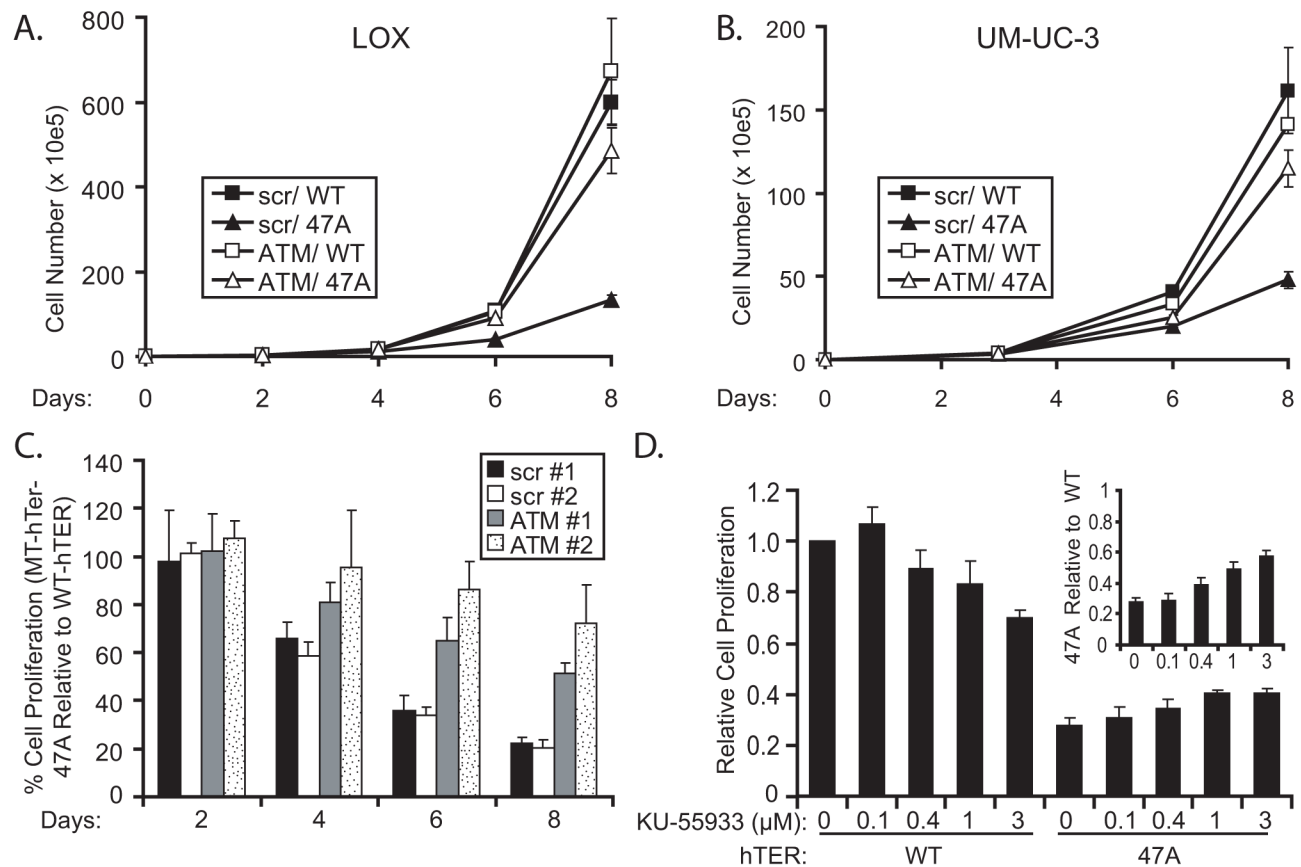 A.
LOX
Cell Number (x 10e5)
800
600
400
200
0
scr/ WT
scr/ 47A
ATM/ WT
ATM/ 47A
Days: 0 2 4 6 8
B.
UM-UC-3
Cell Number (x 10e5)
200
150
100
50
0
scr/ WT
scr/ 47A
ATM/ WT
ATM/ 47A
Days: 0 2 4 6 8
C.
% Cell Proliferation (MT-hTer-
47A Relative to WT-hTER)
140
120
100
80
60
40
20
0
scr #1
scr #2
ATM #1
ATM #2
Days: 2 4 6 8
D.
Relative Cell Proliferation
1.2
1.0
0.8
0.6
0.4
0.2
0
47A Relative to WT
1
0.8
0.6
0.4
0.2
0
0 0.1 0.4 1 3
KU-55933 (µM): 0 0.1 0.4 1 3 0 0.1 0.4 1 3
hTER: WT 47A